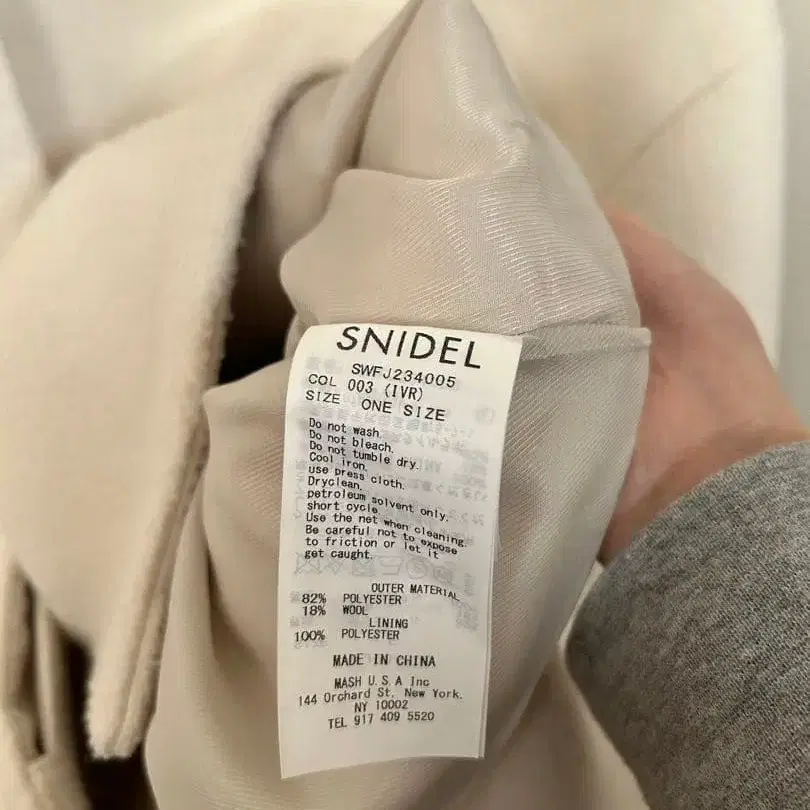 SNIDEL
SWFJ234005
COL 003 (IVR)
SIZE ONE SIZE
Do not wash.
Do not bleach.
Do not tumble dry.
Cool iron.
use press cloth.
Dryclean.
petroleum solvent only.
short cycle.
Use the net when cleaning.
Be careful not to expose
to friction or let it
get caught.
OUTER MATERIAL
82% POLYESTER
18% WOOL
LINING
100% POLYESTER
MADE IN CHINA
MASH U.S.A Inc
144 Orchard St, New York.
NY 10002
TEL 917 409 5520